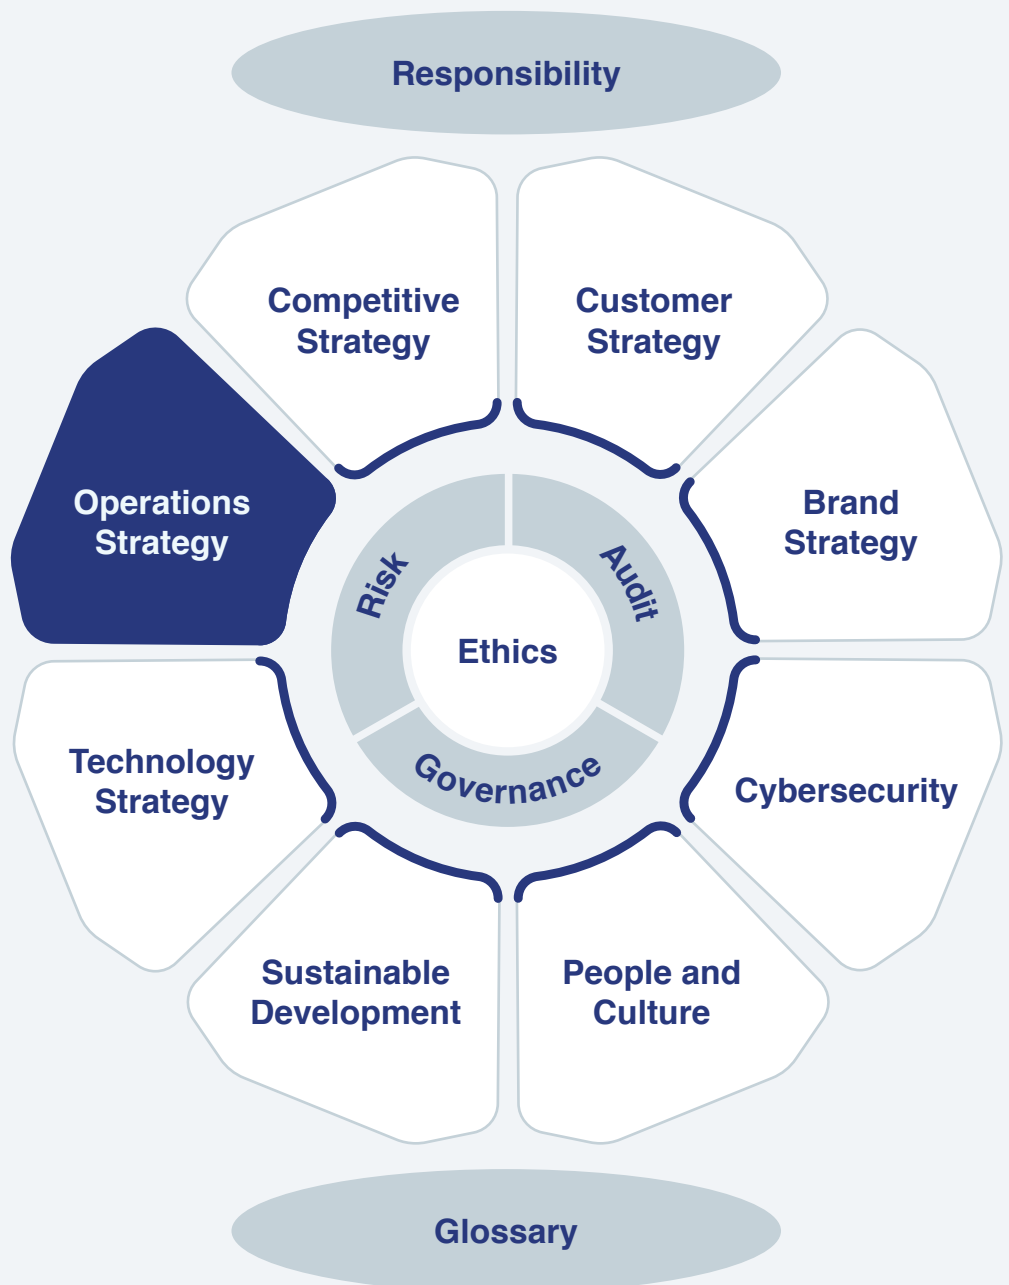 Responsibility
Competitive
Strategy
Customer
Strategy
Operations
Strategy
Brand
Strategy
Risk
Audit
Ethics
Governance
Technology
Strategy
Cybersecurity
Sustainable
Development
People and
Culture
Glossary